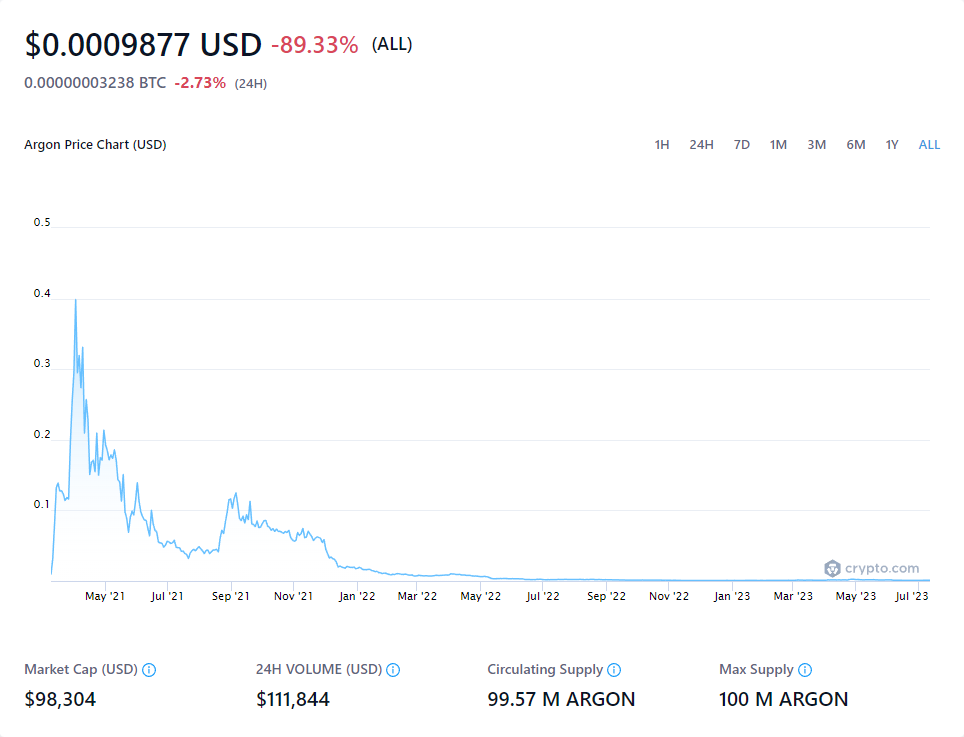 $0.0009877 USD -89.33% (ALL)
0.00000003238 BTC -2.73% (24H)
Argon Price Chart (USD) 1H 24H 7D 1M 3M 6M 1Y ALL
0.5
0.4
0.3
0.2
0.1
crypto.com
May '21 Jul '21 Sep '21 Nov '21 Jan '22 Mar '22 May '22 Jul '22 Sep '22 Nov '22 Jan '23 Mar '23 May '23 Jul '23
Market Cap (USD) 24H VOLUME (USD) Circulating Supply Max Supply
$98,304 $111,844 99.57 M ARGON 100 M ARGON